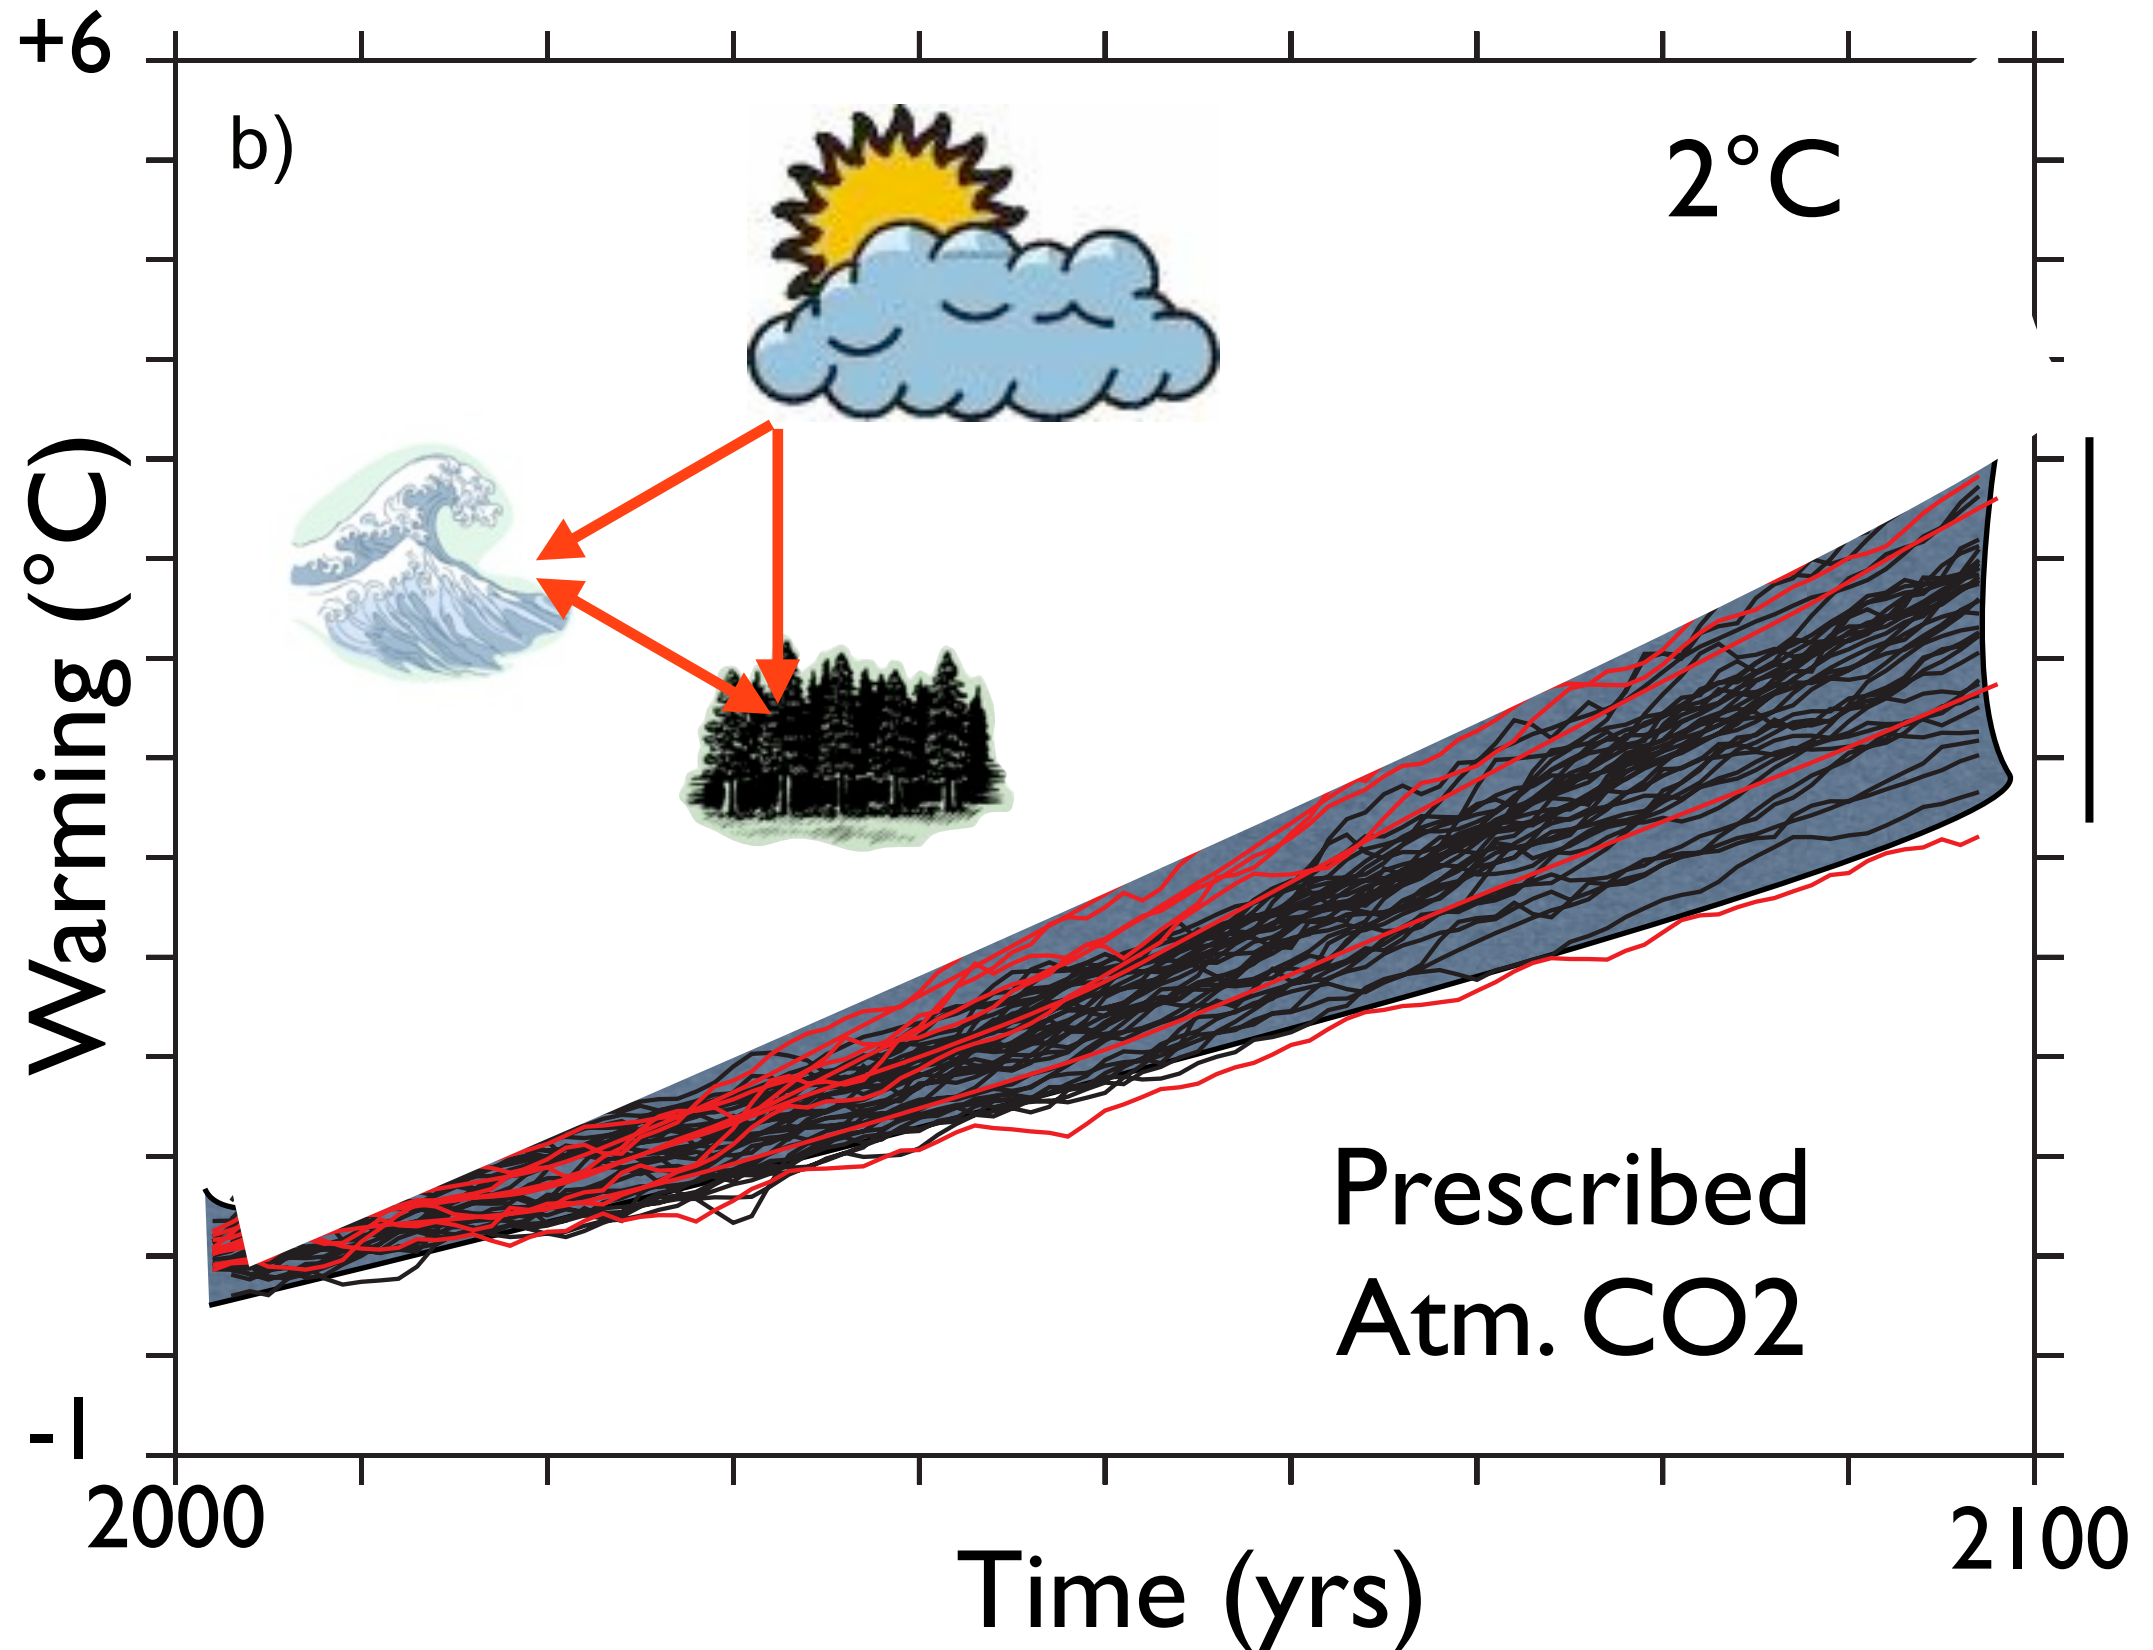 +6
b)
2°C
Warming (°C)
Prescribed
Atm. CO2
-1
2000
2100
Time (yrs)